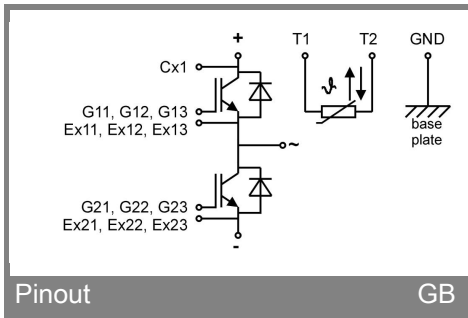 + T1 T2 GND
Cx1
ϑ
G11, G12, G13
Ex11, Ex12, Ex13
base
plate
~
G21, G22, G23
Ex21, Ex22, Ex23
-
Pinout GB